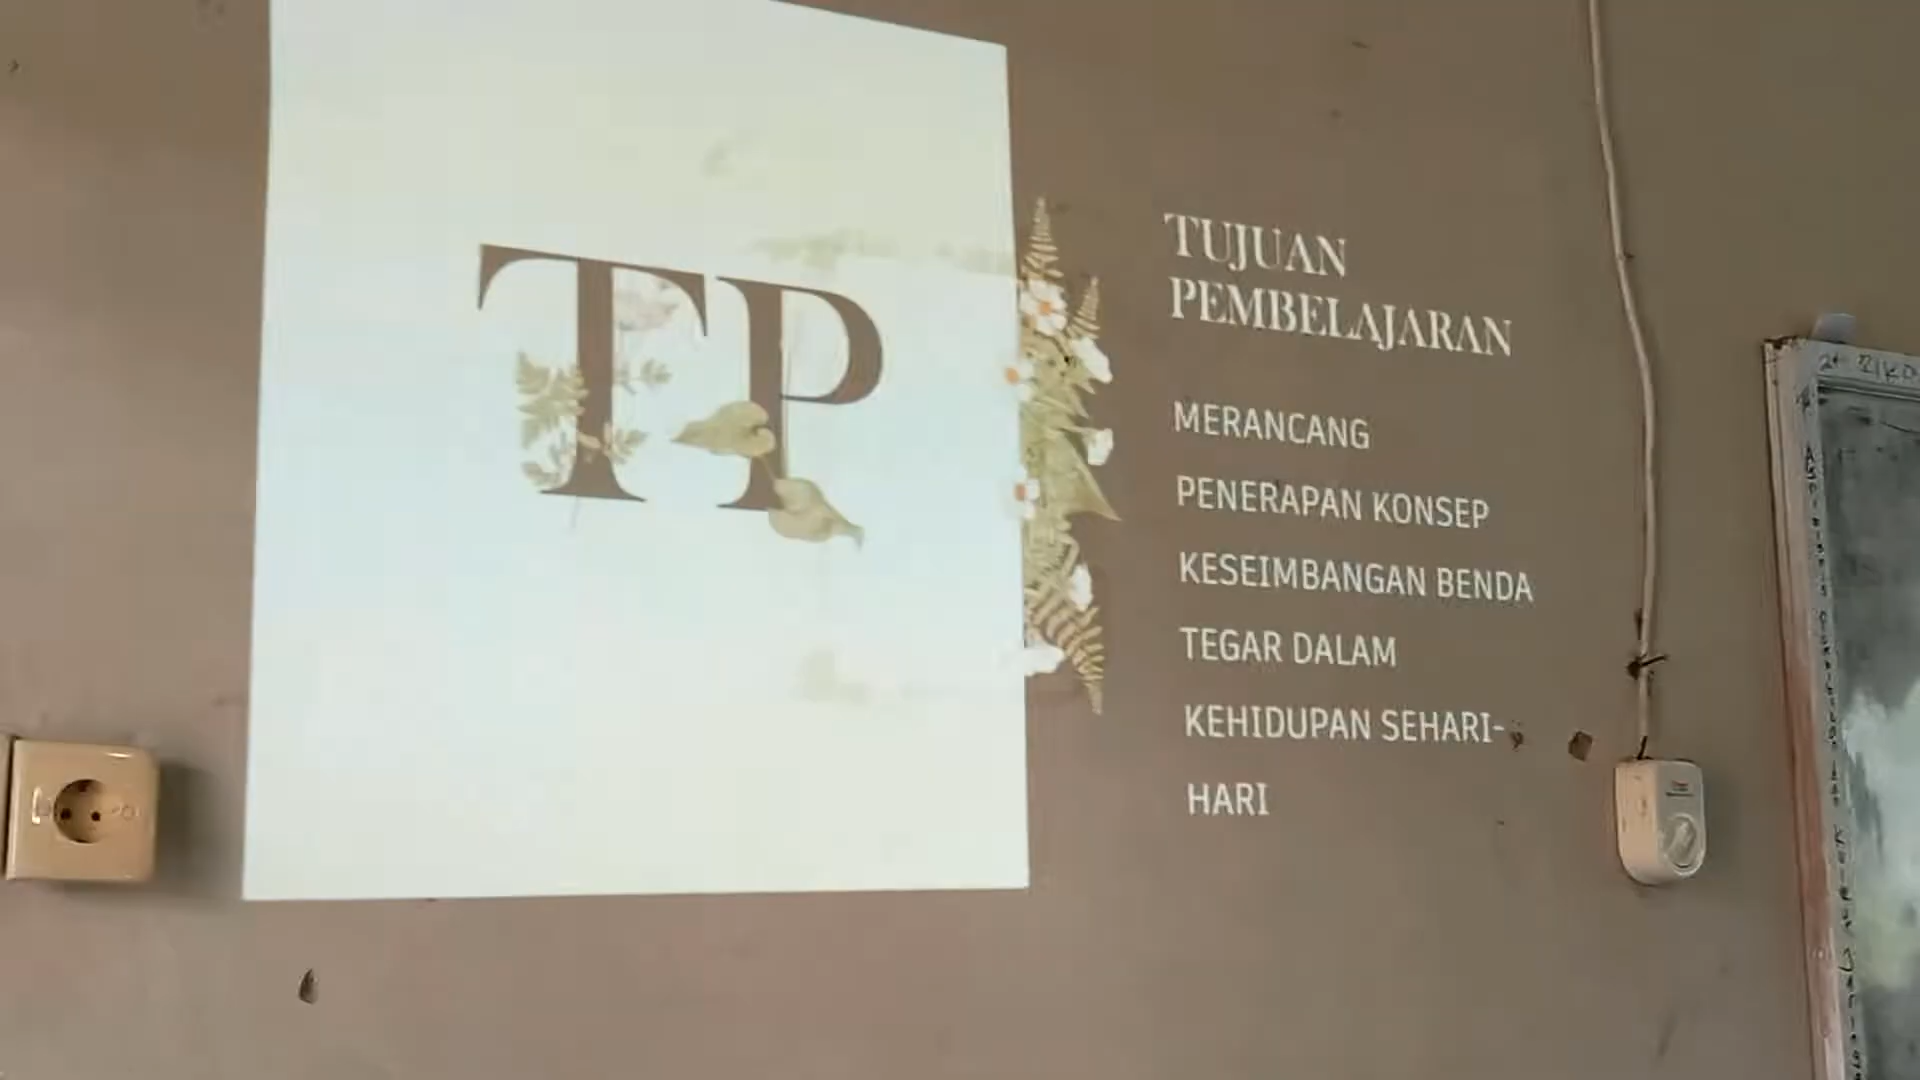 TP
TUJUAN
PEMBELAJARAN
MERANCANG
PENERAPAN KONSEP
KESEIMBANGAN BENDA
TEGAR DALAM
KEHIDUPAN SEHARI-
HARI